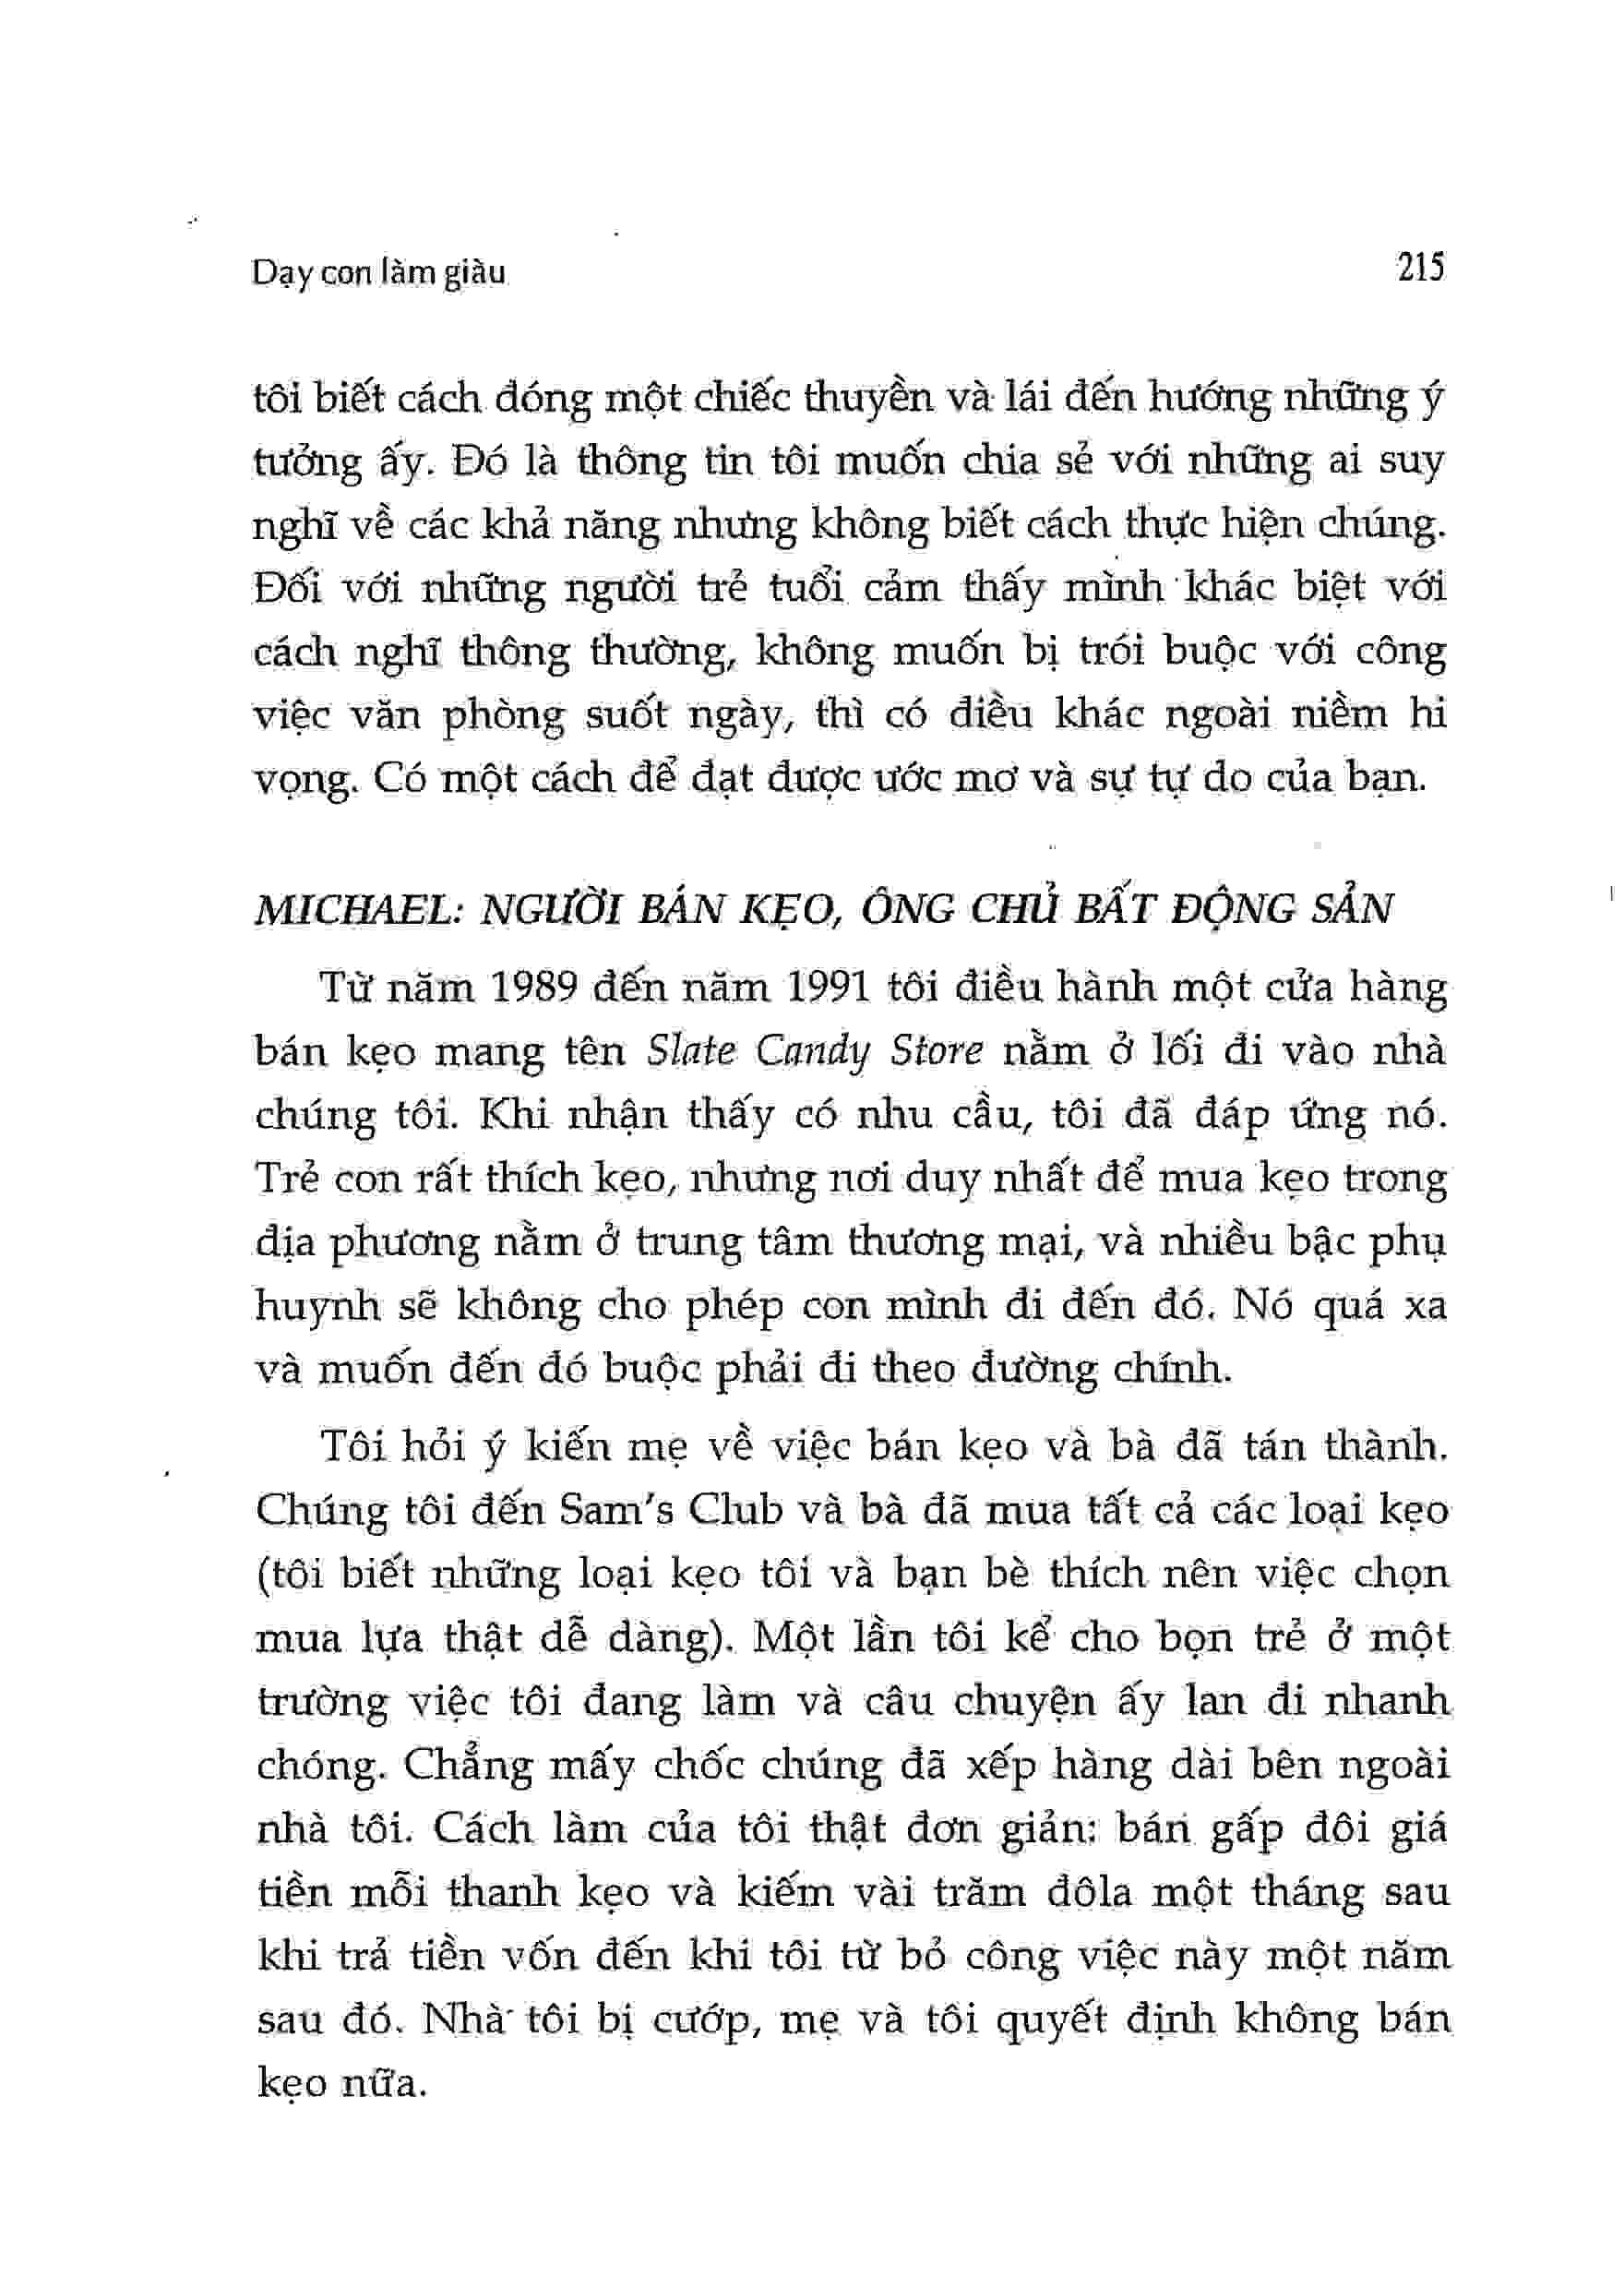 Dạy con làm giàu
215
tôi biết cách đóng một chiếc thuyền và lái đến hướng những ý
tưởng ấy. Đó là thông tin tôi muốn chia sẻ với những ai suy
nghĩ về các khả năng nhưng không biết cách thực hiện chúng.
Đối với những người trẻ tuổi cảm thấy mình khác biệt với
cách nghĩ thông thường, không muốn bị trói buộc với công
việc văn phòng suốt ngày, thì có điều khác ngoài niềm hi
vọng. Có một cách để đạt được ước mơ và sự tự do của bạn.
MICHAEL: NGƯỜI BÁN KẸO, ÔNG CHỦ BẤT ĐỘNG SẢN
Từ năm 1989 đến năm 1991 tôi điều hành một cửa hàng
bán kẹo mang tên Slate Candy Store nằm ở lối đi vào nhà
chúng tôi. Khi nhận thấy có nhu cầu, tôi đã đáp ứng nó.
Trẻ con rất thích kẹo, nhưng nơi duy nhất để mua kẹo trong
địa phương nằm ở trung tâm thương mại, và nhiều bậc phụ
huynh sẽ không cho phép con mình đi đến đó. Nó quá xa
và muốn đến đó buộc phải đi theo đường chính.
Tôi hỏi ý kiến mẹ về việc bán kẹo và bà đã tán thành.
Chúng tôi đến Sam's Club và bà đã mua tất cả các loại kẹo
(tôi biết những loại kẹo tôi và bạn bè thích nên việc chọn
mua lựa thật dễ dàng). Một lần tôi kể cho bọn trẻ ở một
trường việc tôi đang làm và câu chuyện ấy lan đi nhanh
chóng. Chẳng mấy chốc chúng đã xếp hàng dài bên ngoài
nhà tôi. Cách làm của tôi thật đơn giản: bán gấp đôi giá
tiền mỗi thanh kẹo và kiếm vài trăm đôla một tháng sau
khi trả tiền vốn đến khi tôi từ bỏ công việc này một năm
sau đó. Nhà tôi bị cướp, mẹ và tôi quyết định không bán
kẹo nữa.